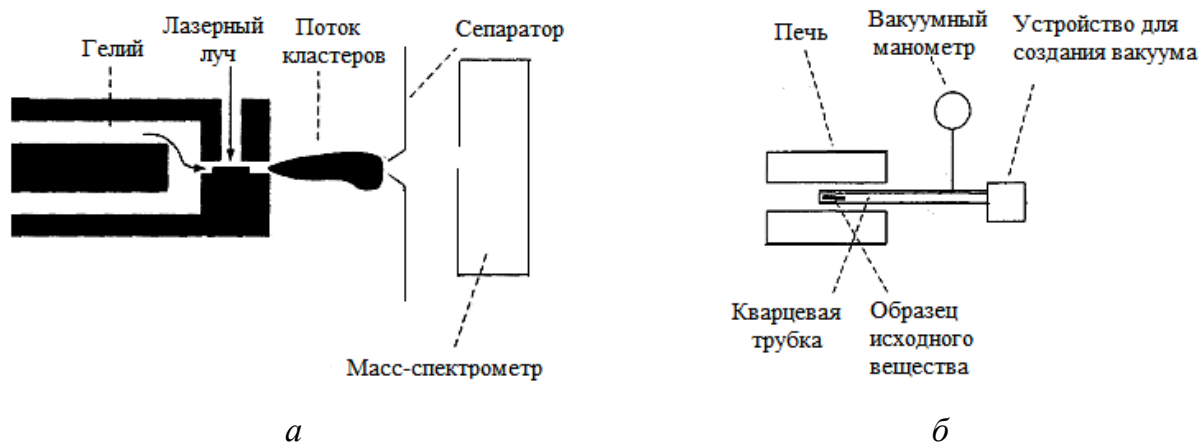 Гелий
Лазерный
луч
Поток
кластеров
Сепаратор
Масс-спектрометр
а
Печь
Вакуумный
манометр
Устройство для
создания вакуума
Кварцевая
трубка
Образец
исходного
вещества
б